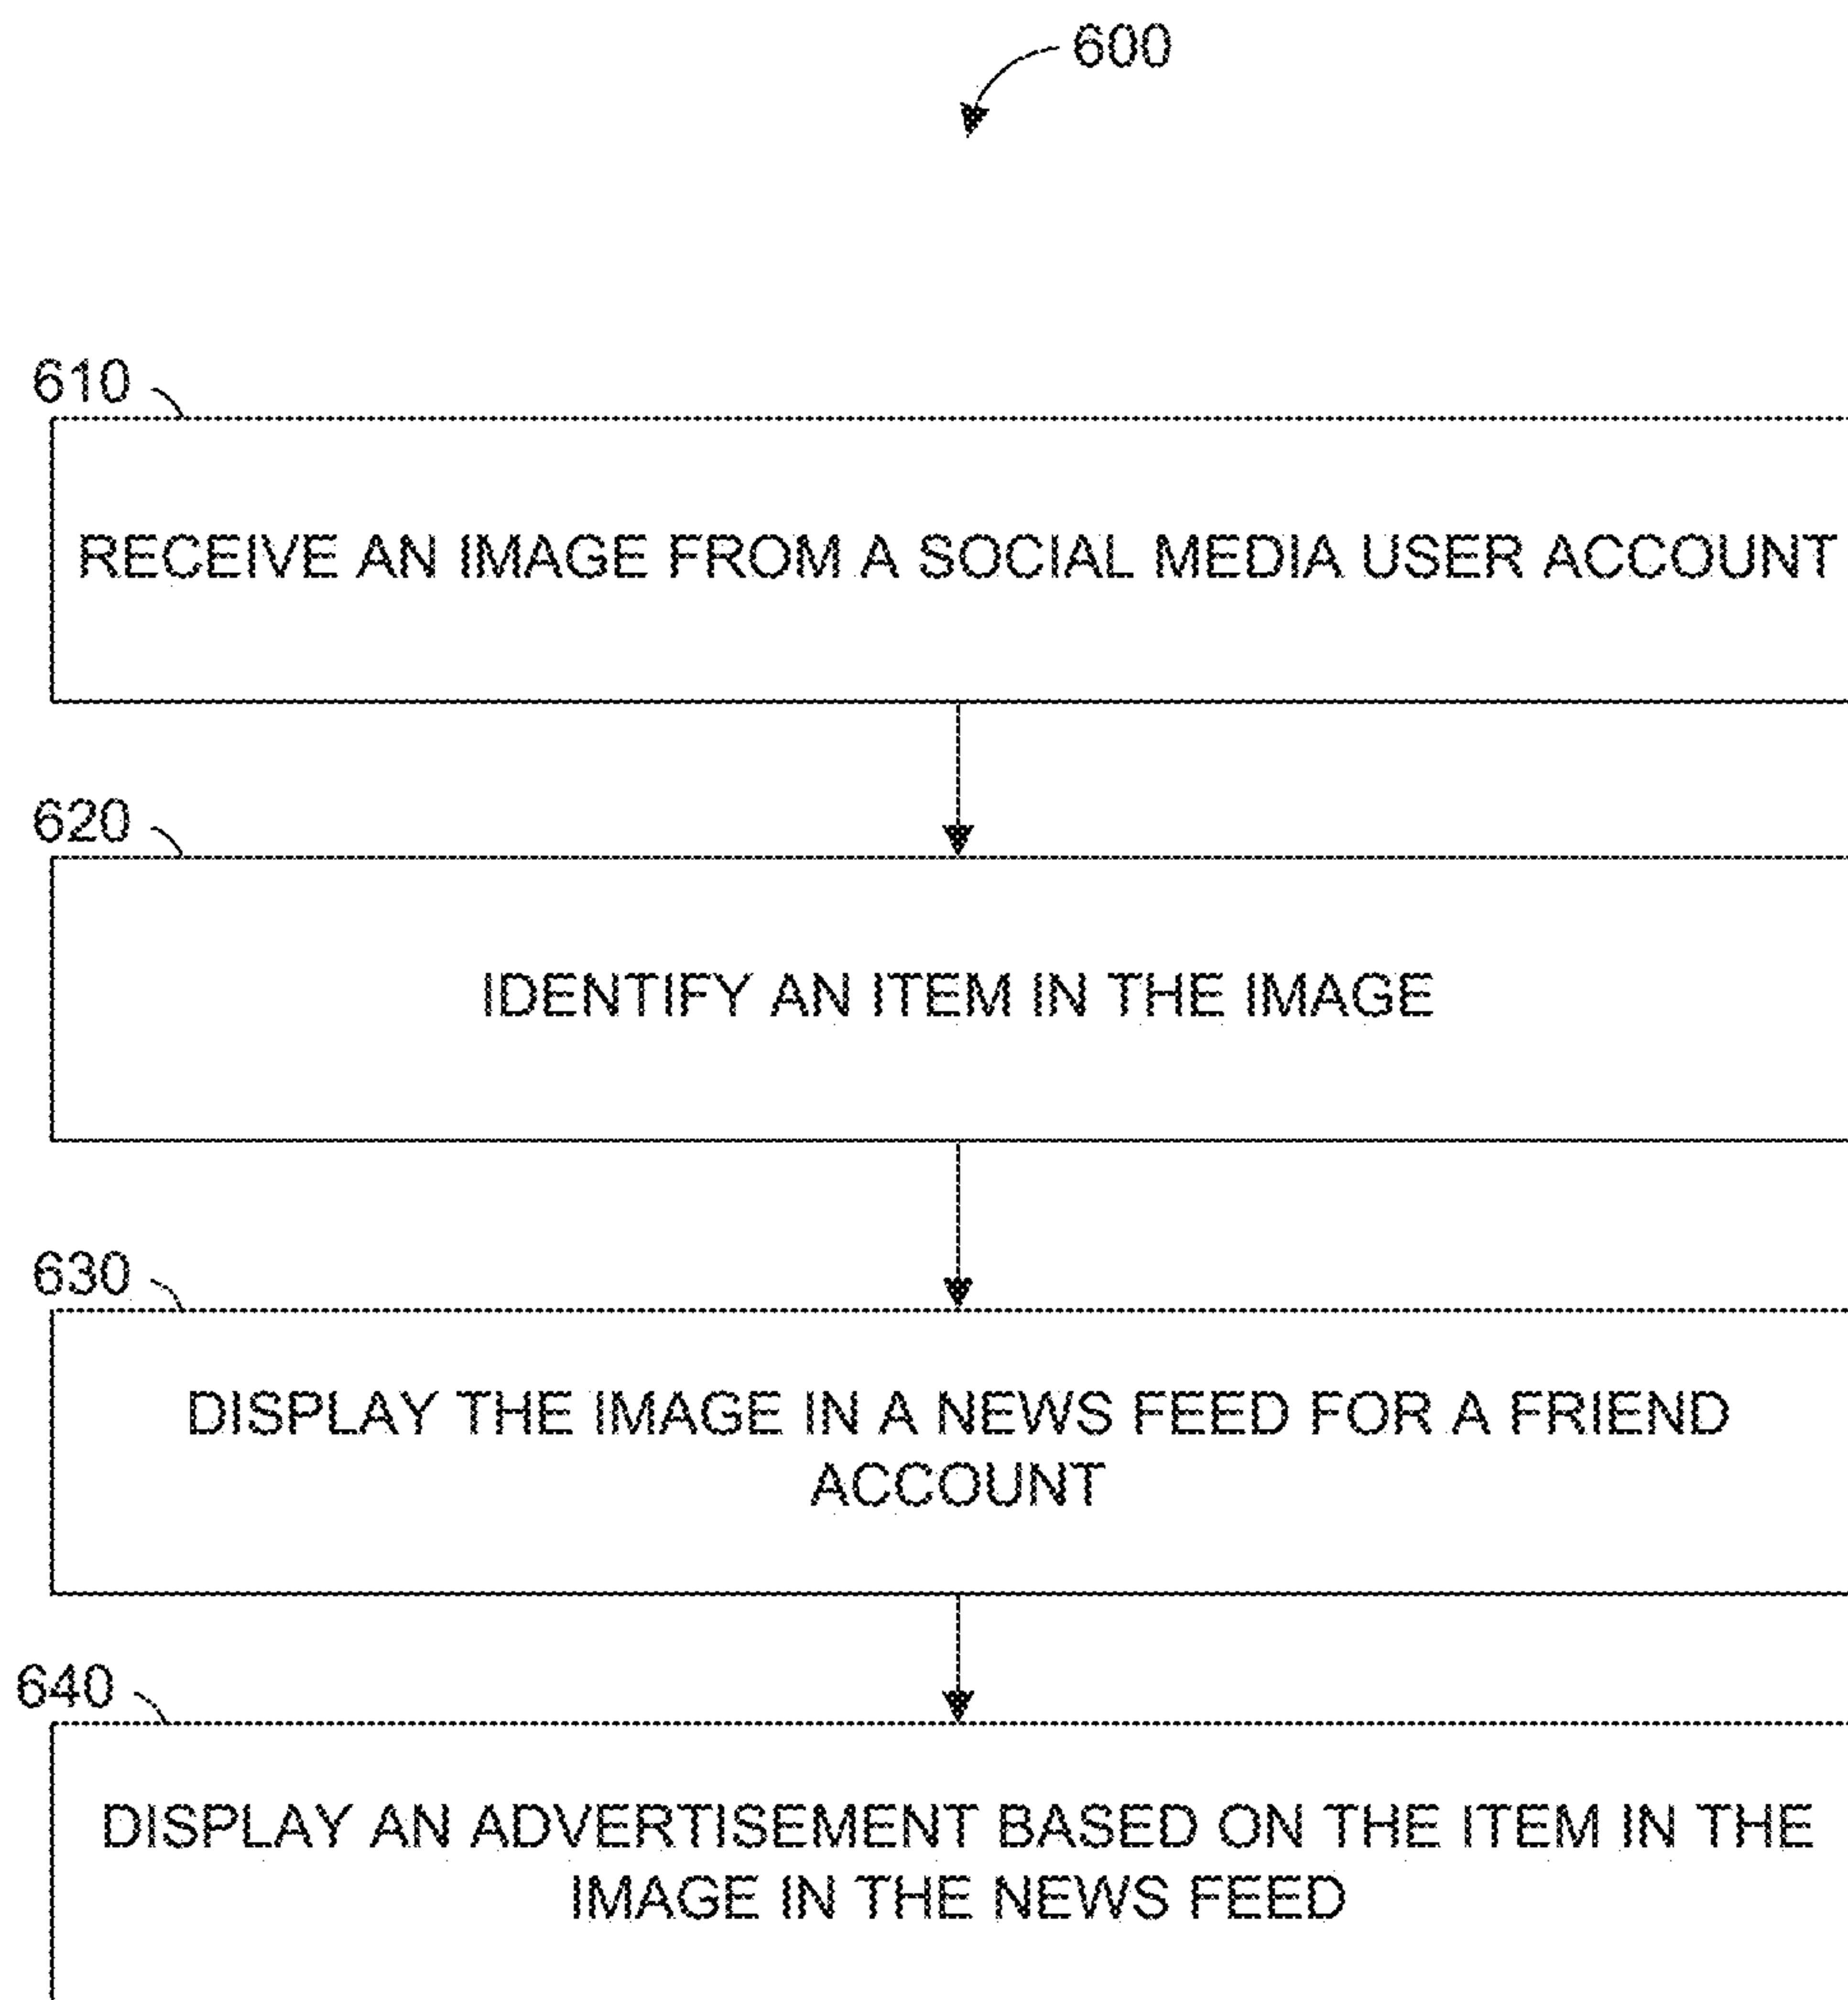 600
610
RECEIVE AN IMAGE FROM A SOCIAL MEDIA USER ACCOUNT
620
IDENTIFY AN ITEM IN THE IMAGE
630
DISPLAY THE IMAGE IN A NEWS FEED FOR A FRIEND
ACCOUNT
640
DISPLAY AN ADVERTISEMENT BASED ON THE ITEM IN THE
IMAGE IN THE NEWS FEED